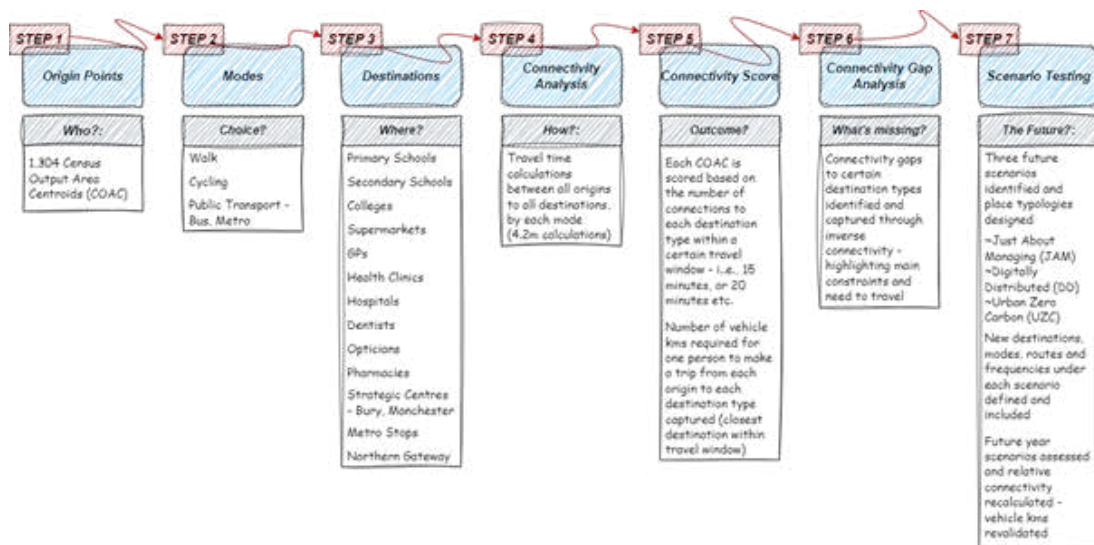 STEP 1
Origin Points
Who?:
1,304 Census
Output Area
Centroids (COAC)
STEP 2
Modes
Choice?
Walk
Cycling
Public Transport -
Bus, Metro
STEP 3
Destinations
Where?
Primary Schools
Secondary Schools
Colleges
Supermarkets
GPs
Health Clinics
Hospitals
Dentists
Opticians
Pharmacies
Strategic Centres
- Bury, Manchester
Metro Stops
Northern Gateway
STEP 4
Connectivity
Analysis
How?:
Travel time
calculations
between all origins
to all destinations,
by each mode
(4.2m calculations)
STEP 5
Connectivity Score
Outcome?
Each COAC is
scored based on
the number of
connections to
each destination
type within a
certain travel
window - i.e., 15
minutes, or 20
minutes etc.
Number of vehicle
kms required for
one person to make
a trip from each
origin to each
destination type
captured (closest
destination within
travel window)
STEP 6
Connectivity Gap
Analysis
What's missing?
Connectivity gaps
to certain
destination types
identified and
captured through
inverse
connectivity -
highlighting main
constraints and
need to travel
STEP 7
Scenario Testing
The Future?:
Three future
scenarios
identified and
place typologies
designed
~Just About
Managing (JAM)
~Digitally
Distributed (DD)
~Urban Zero
Carbon (UZC)
New destinations,
modes, routes and
frequencies under
each scenario
defined and
included
Future year
scenarios assessed
and relative
connectivity
recalculated -
vehicle kms
revalidated